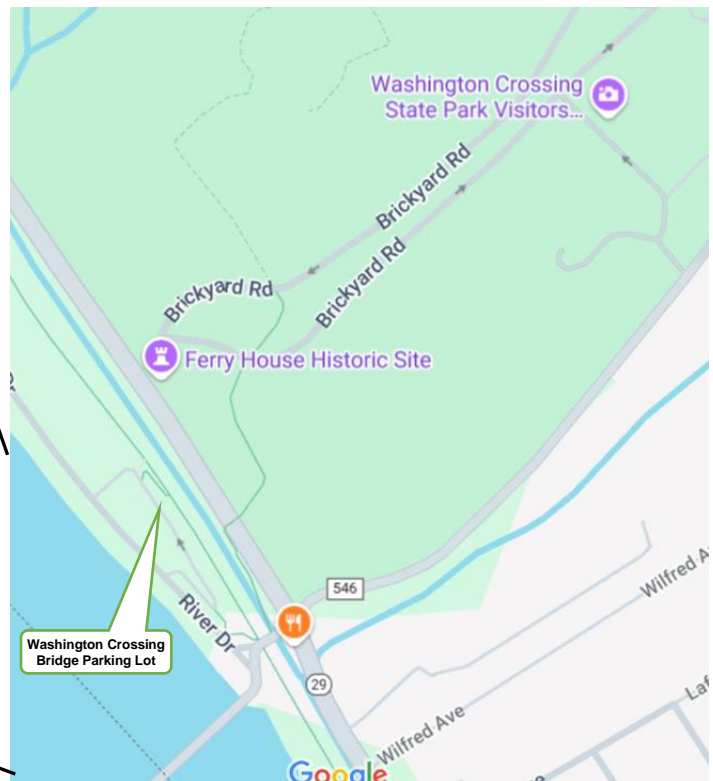 Washington Crossing
State Park Visitors...
Brickyard Rd
Brickyard Rd
Brickyard Rd
Ferry House Historic Site
546
River Dr
Washington Crossing
Bridge Parking Lot
29
Wilfred Ave
Google